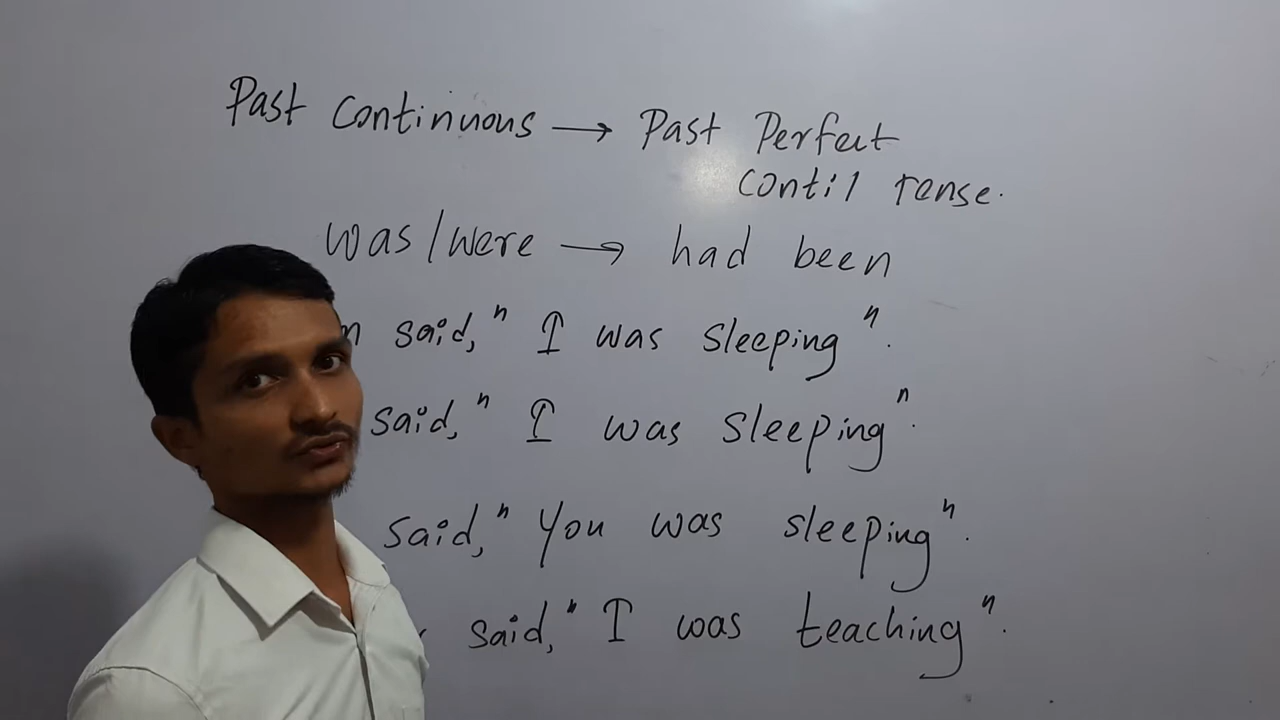 Past Continuous → Past Perfect
Conti/ Tense.
was/were → had been
said," I was sleeping".
said," I was sleeping".
said," You was sleeping".
said," I was teaching".